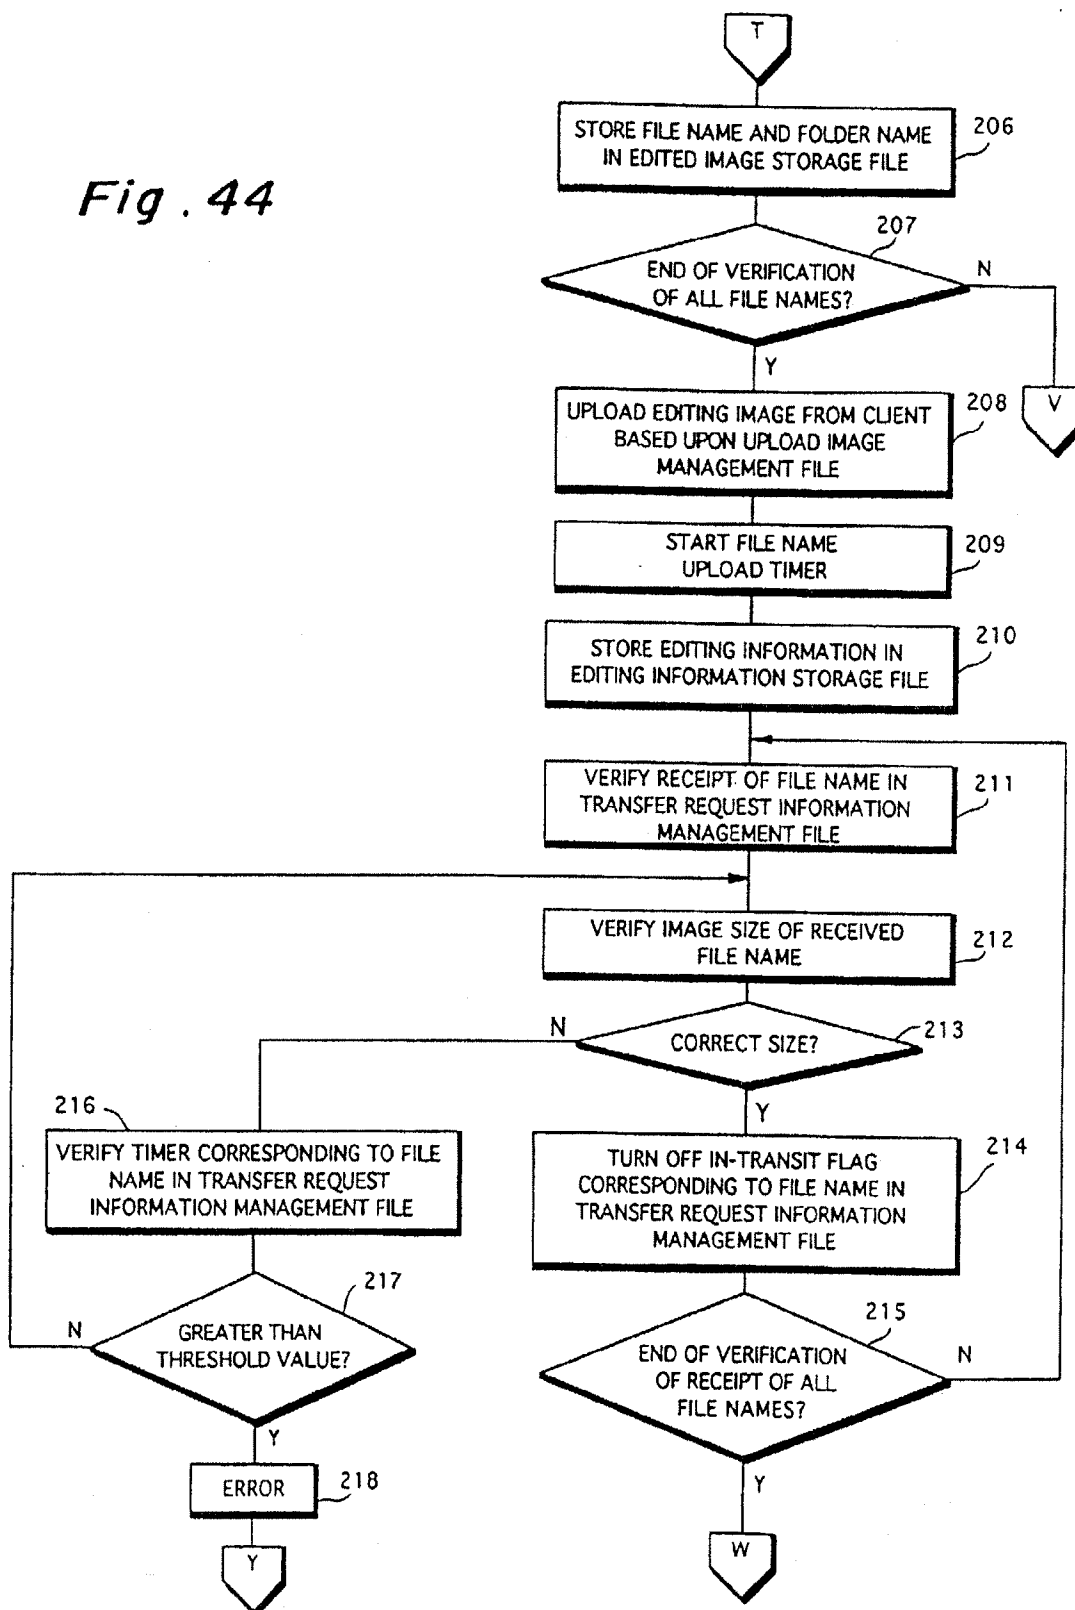 Fig. 44
T
STORE FILE NAME AND FOLDER NAME
IN EDITED IMAGE STORAGE FILE
206
207
END OF VERIFICATION
OF ALL FILE NAMES?
N
Y
V
UPLOAD EDITING IMAGE FROM CLIENT
BASED UPON UPLOAD IMAGE
MANAGEMENT FILE
208
START FILE NAME
UPLOAD TIMER
209
STORE EDITING INFORMATION IN
EDITING INFORMATION STORAGE FILE
210
VERIFY RECEIPT OF FILE NAME IN
TRANSFER REQUEST INFORMATION
MANAGEMENT FILE
211
VERIFY IMAGE SIZE OF RECEIVED
FILE NAME
212
N
CORRECT SIZE?
213
Y
216
VERIFY TIMER CORRESPONDING TO FILE
NAME IN TRANSFER REQUEST
INFORMATION MANAGEMENT FILE
TURN OFF IN-TRANSIT FLAG
CORRESPONDING TO FILE NAME IN
TRANSFER REQUEST INFORMATION
MANAGEMENT FILE
214
217
N
GREATER THAN
THRESHOLD VALUE?
Y
215
END OF VERIFICATION
OF RECEIPT OF ALL
FILE NAMES?
N
Y
ERROR
218
Y
W